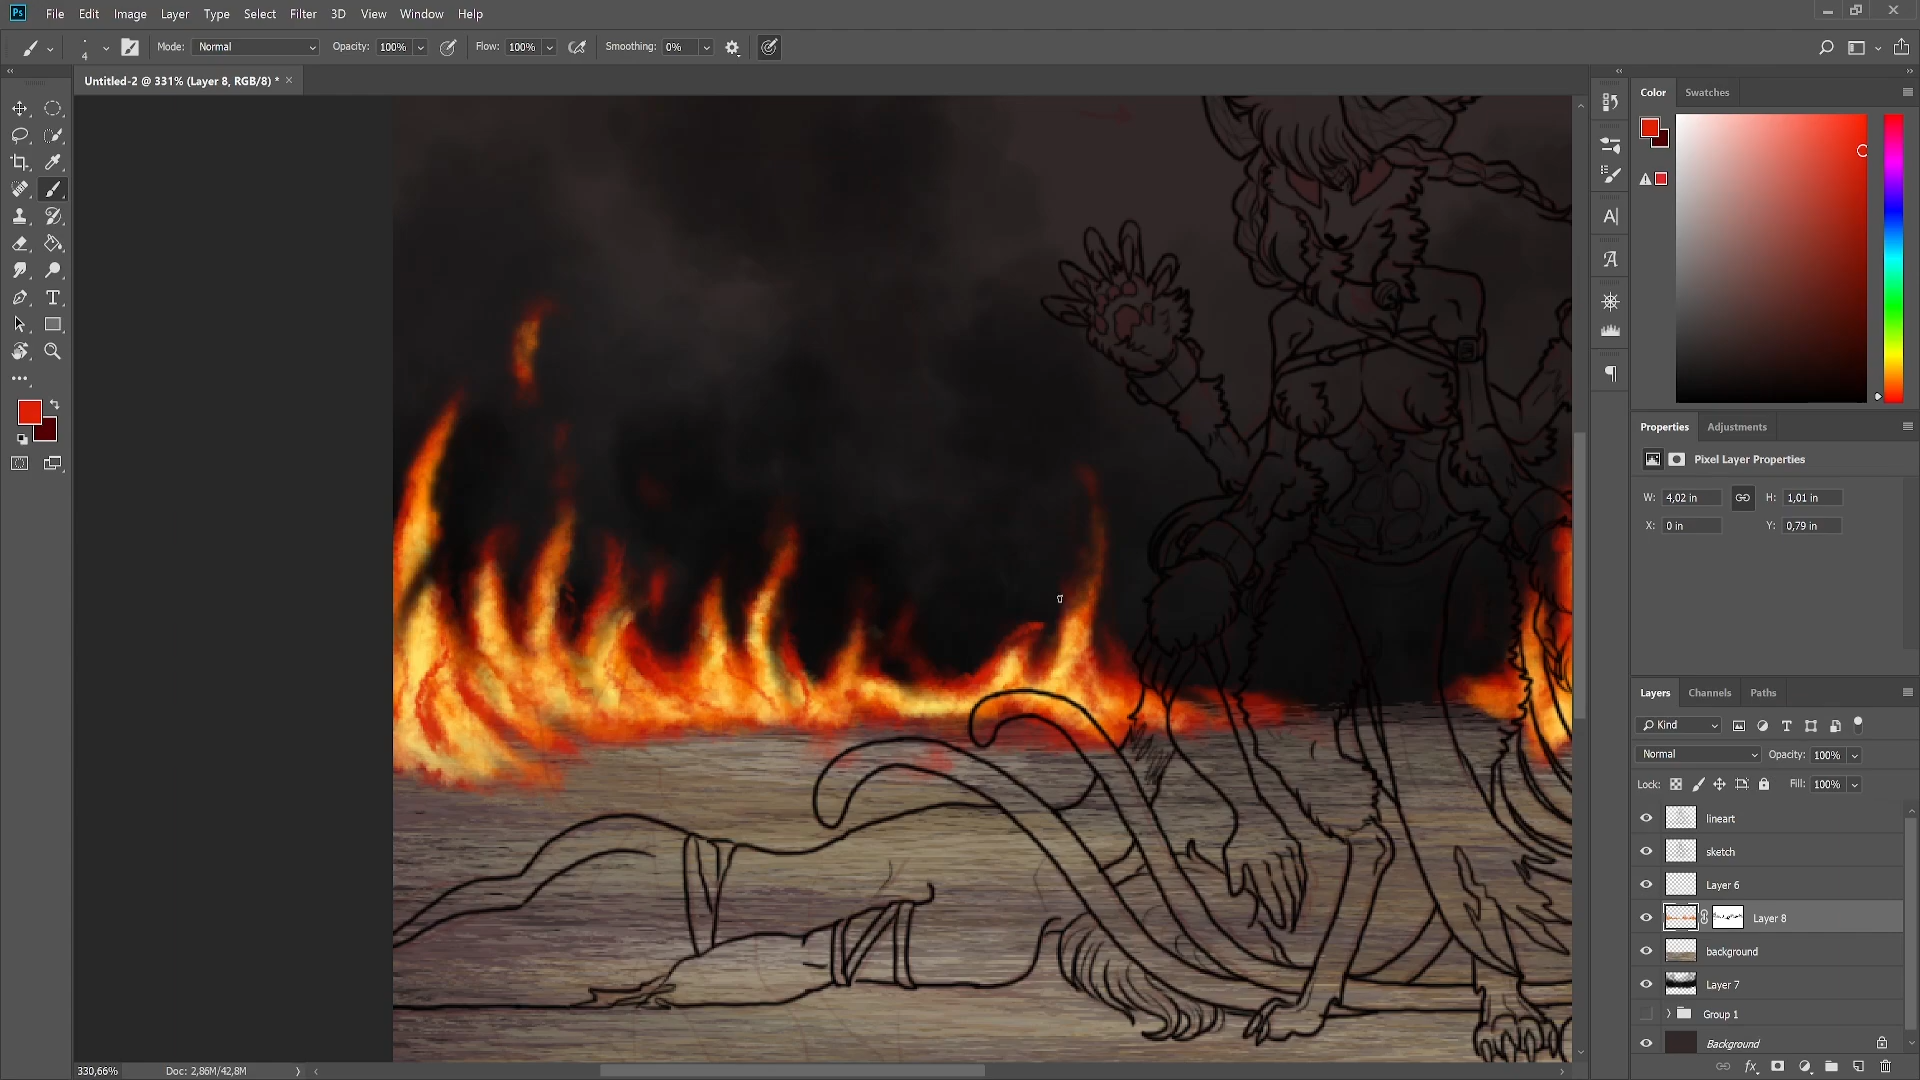 Ps File Edit Image Layer Type Select Filter 3D View Window Help
4 Mode: Normal Opacity: 100% Flow: 100% Smoothing: 0%
Untitled-2 @ 331% (Layer 8, RGB/8) *
Color Swatches
Properties Adjustments
Pixel Layer Properties
W: 4,02 in H: 1,01 in
X: 0 in Y: 0,79 in
Layers Channels Paths
Kind
Normal Opacity: 100%
Lock: Fill: 100%
lineart
sketch
Layer 6
Layer 8
background
Layer 7
Group 1
Background
330,66% Doc: 2,86M/42,8M